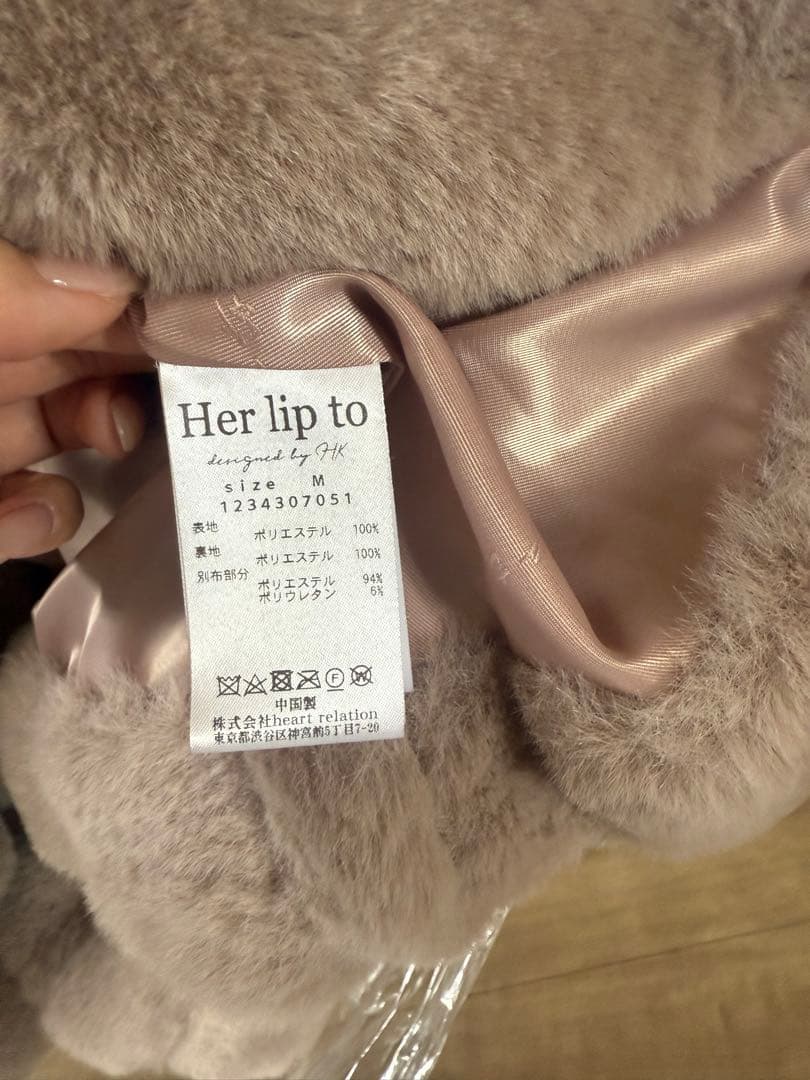 Her lip to
designed by HK
size M
1234307051
表地 ポリエステル 100%
裏地 ポリエステル 100%
別布部分 ポリエステル 94%
ポリウレタン 6%
F W
中国製
株式会社heart relation
東京都渋谷区神宮前5丁目7-20